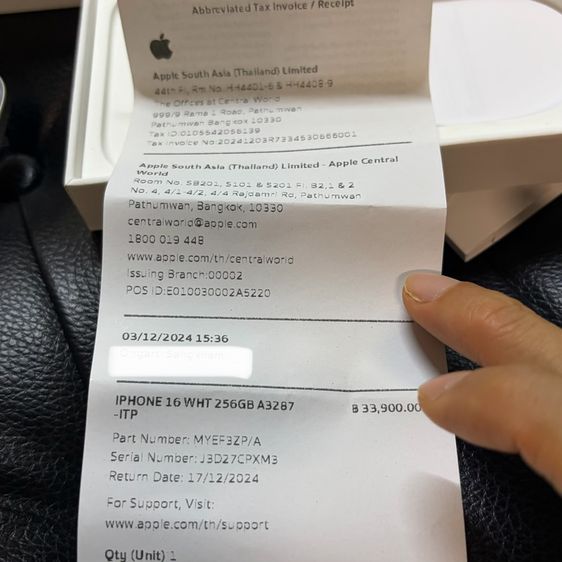 Abbreviated Tax Invoice / Receipt
Apple South Asia (Thailand) Limited
44th Fl, Rm No. HH4401-6 & HH4408-9
The Offices at Central World
999/9 Rama 1 Road, Pathumwan
Pathumwan Bangkok 10330
Tax ID:0105542056139
Tax Invoice No:20241203R7334530666001
Apple South Asia (Thailand) Limited - Apple Central
World
Room No. SB201, S101 & S201 Fl. B2,1 & 2
No. 4, 4/1-4/2, 4/4 Rajdamri Rd, Pathumwan
Pathumwan, Bangkok, 10330
centralworld@apple.com
1800 019 448
www.apple.com/th/centralworld
Issuing Branch:00002
POS ID:E010030002A5220
03/12/2024 15:36
IPHONE 16 WHT 256GB A3287
-ITP
฿ 33,900.00
Part Number: MYEF3ZP/A
Serial Number: J3D27CPXM3
Return Date: 17/12/2024
For Support, Visit:
www.apple.com/th/support
Qty (Unit) 1